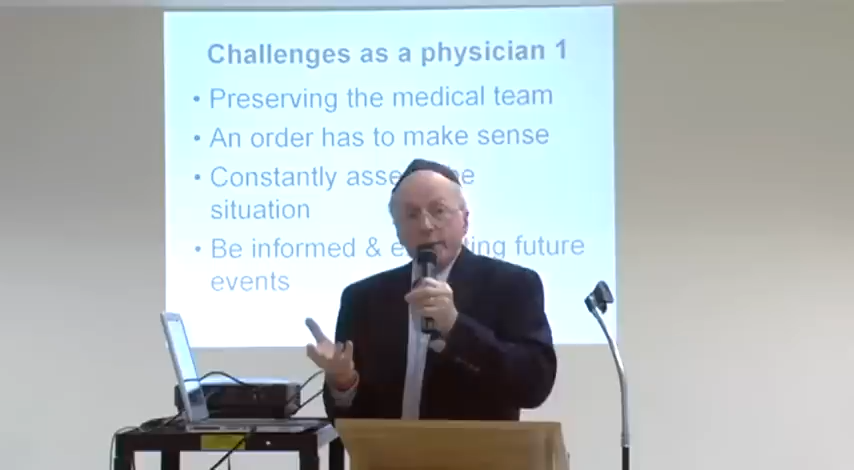 Challenges as a physician 1
• Preserving the medical team
• An order has to make sense
• Constantly
situation
• Be informed & future
events